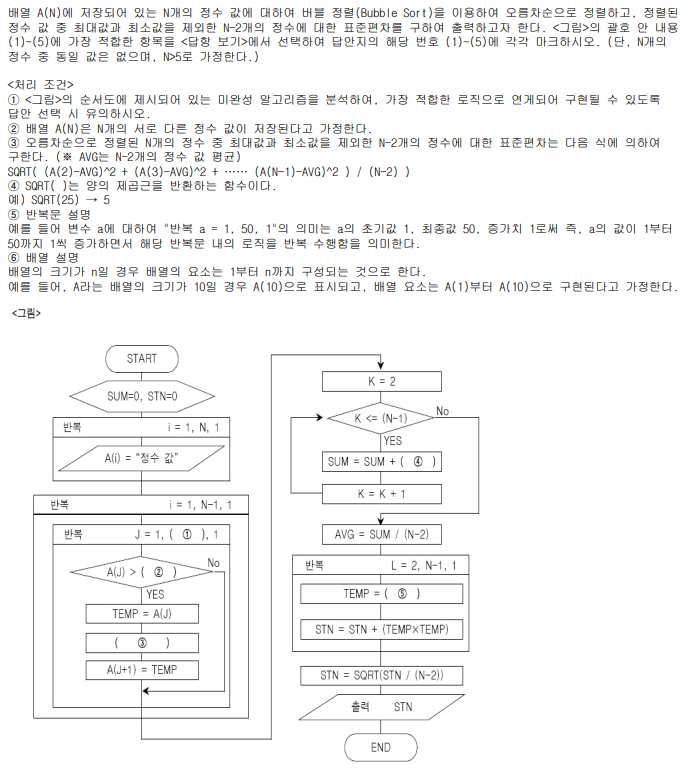 배열 A(N)에 저장되어 있는 N개의 정수 값에 대하여 버블 정렬(Bubble Sort)을 이용하여 오름차순으로 정렬하고, 정렬된
정수 값 중 최대값과 최소값을 제외한 N-2개의 정수에 대한 표준편차를 구하여 출력하고자 한다. <그림>의 괄호 안 내용
(1)~(5)에 가장 적합한 항목을 <답항 보기>에서 선택하여 답안지의 해당 번호 (1)~(5)에 각각 마크하시오. (단, N개의
정수 중 동일 값은 없으며, N>5로 가정한다.)
<처리 조건>
① <그림>의 순서도에 제시되어 있는 미완성 알고리즘을 분석하여, 가장 적합한 로직으로 연계되어 구현될 수 있도록
답안 선택 시 유의하시오.
② 배열 A(N)은 N개의 서로 다른 정수 값이 저장된다고 가정한다.
③ 오름차순으로 정렬된 N개의 정수 중 최대값과 최소값을 제외한 N-2개의 정수에 대한 표준편차는 다음 식에 의하여
구한다. (※ AVG는 N-2개의 정수 값 평균)
SQRT( (A(2)-AVG)^2 + (A(3)-AVG)^2 + …… (A(N-1)-AVG)^2 ) / (N-2) )
④ SQRT( )는 양의 제곱근을 반환하는 함수이다.
예) SQRT(25) → 5
⑤ 반복문 설명
예를 들어 변수 a에 대하여 "반복 a = 1, 50, 1"의 의미는 a의 초기값 1, 최종값 50, 증가치 1로써 즉, a의 값이 1부터
50까지 1씩 증가하면서 해당 반복문 내의 로직을 반복 수행함을 의미한다.
⑥ 배열 설명
배열의 크기가 n일 경우 배열의 요소는 1부터 n까지 구성되는 것으로 한다.
예를 들어, A라는 배열의 크기가 10일 경우 A(10)으로 표시되고, 배열 요소는 A(1)부터 A(10)으로 구현된다고 가정한다.
<그림>
START
SUM=0, STN=0
반복 i = 1, N, 1
A(i) = "정수 값"
반복 i = 1, N-1, 1
반복 J = 1, ( ① ), 1
A(J) > ( ② )
No
YES
TEMP = A(J)
( ③ )
A(J+1) = TEMP
K = 2
K <= (N-1)
No
YES
SUM = SUM + ( ④ )
K = K + 1
AVG = SUM / (N-2)
반복 L = 2, N-1, 1
TEMP = ( ⑤ )
STN = STN + (TEMP×TEMP)
STN = SQRT(STN / (N-2))
출력 STN
END